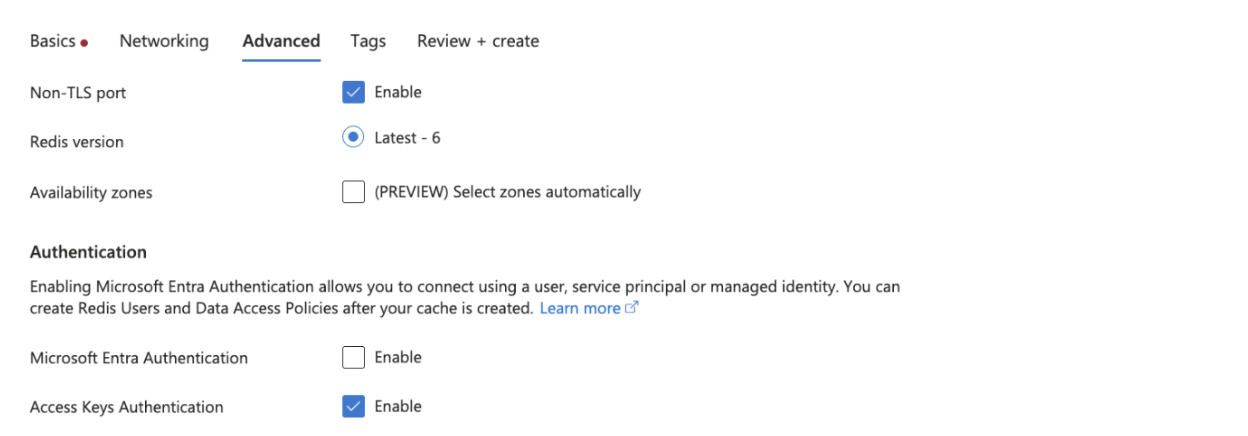 Basics Networking Advanced Tags Review + create
Non-TLS port Enable
Redis version Latest - 6
Availability zones (PREVIEW) Select zones automatically
Authentication
Enabling Microsoft Entra Authentication allows you to connect using a user, service principal or managed identity. You can
create Redis Users and Data Access Policies after your cache is created. Learn more
Microsoft Entra Authentication Enable
Access Keys Authentication Enable